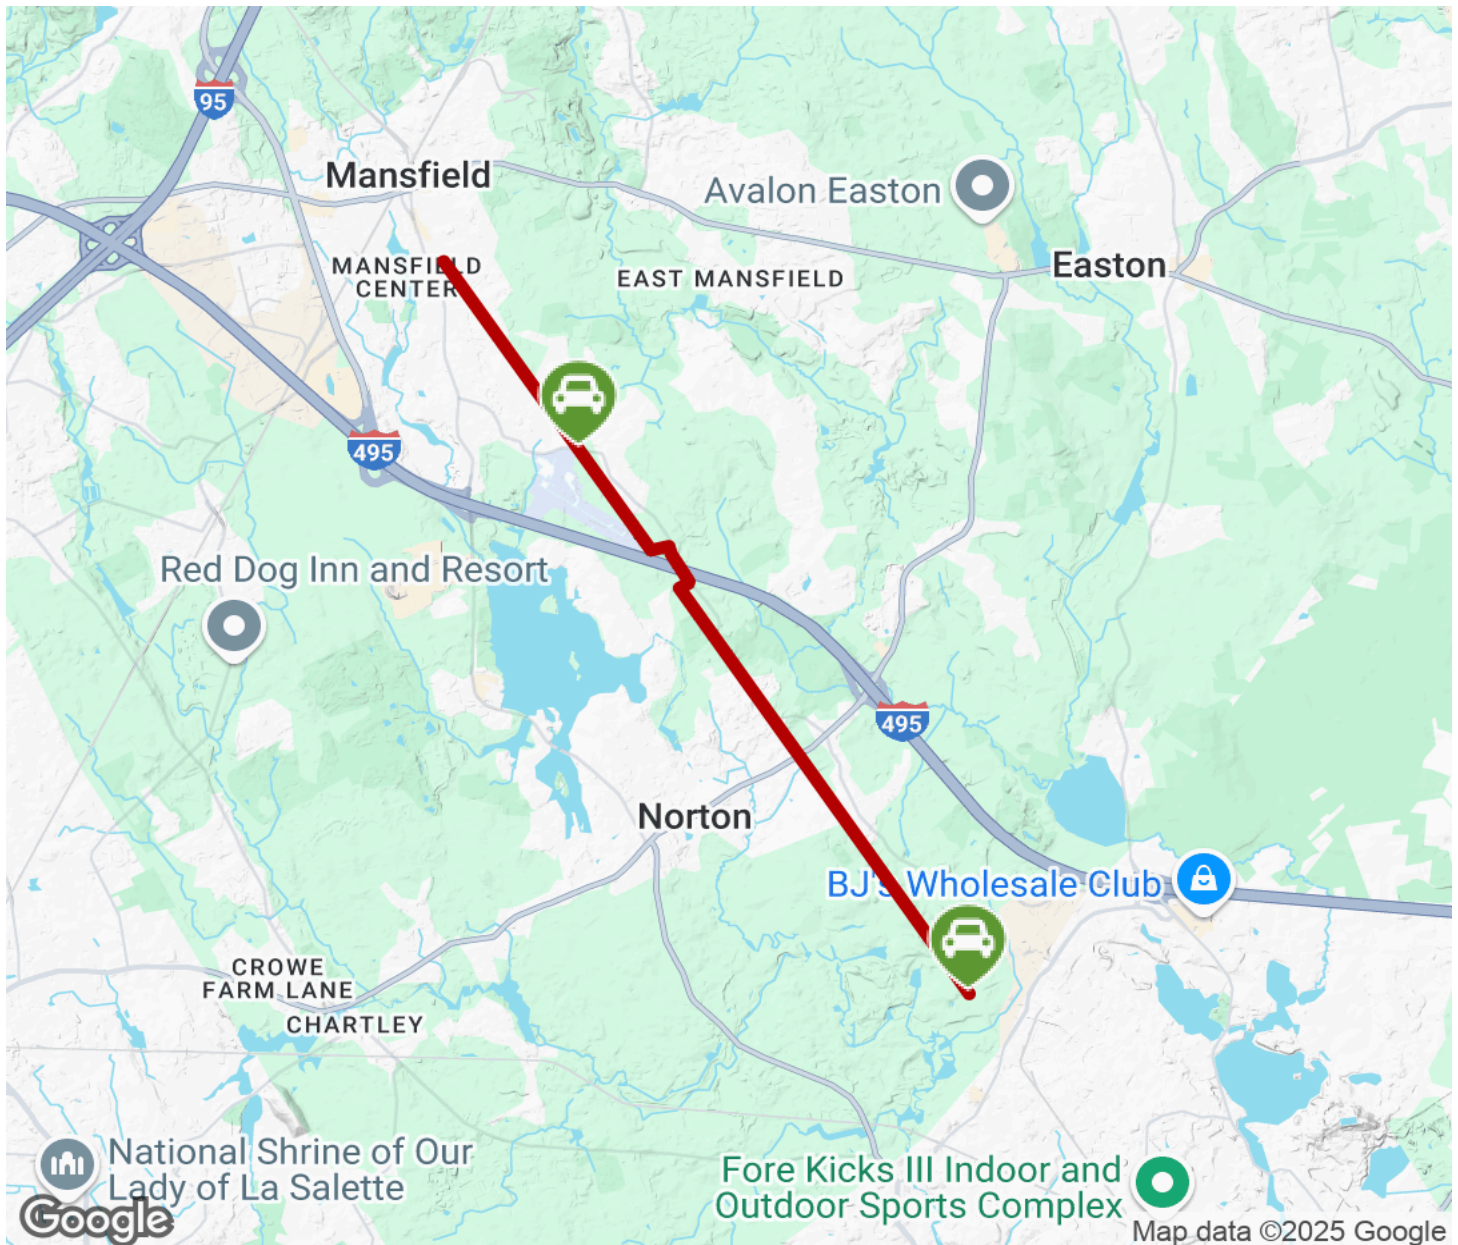 95
Mansfield
Avalon Easton
MANSFIELD
CENTER
EAST MANSFIELD
Easton
495
Red Dog Inn and Resort
495
Norton
BJ's Wholesale Club
CROWE
FARM LANE
CHARTLEY
National Shrine of Our
Lady of La Salette
Fore Kicks III Indoor and
Outdoor Sports Complex
Google
Map data ©2025 Google